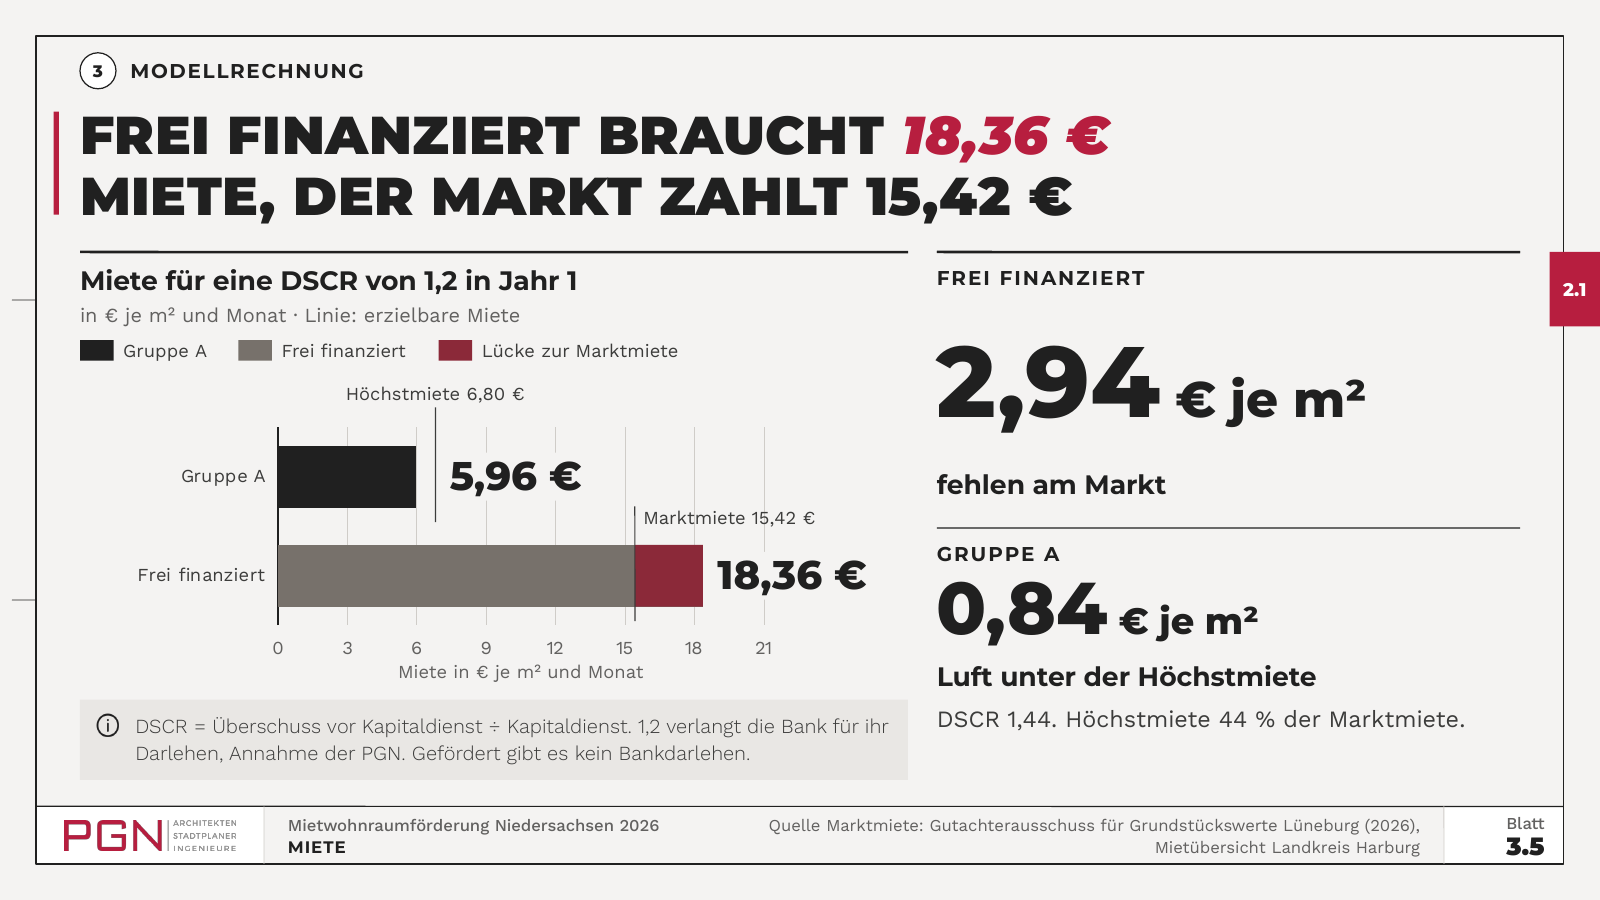 3 MODELLRECHNUNG
FREI FINANZIERT BRAUCHT 18,36 €
MIETE, DER MARKT ZAHLT 15,42 €
Miete für eine DSCR von 1,2 in Jahr 1
in € je m² und Monat · Linie: erzielbare Miete
Gruppe A Frei finanziert Lücke zur Marktmiete
Höchstmiete 6,80 €
Gruppe A 5,96 €
Marktmiete 15,42 €
Frei finanziert 18,36 €
0 3 6 9 12 15 18 21
Miete in € je m² und Monat
DSCR = Überschuss vor Kapitaldienst ÷ Kapitaldienst. 1,2 verlangt die Bank für ihr
Darlehen, Annahme der PGN. Gefördert gibt es kein Bankdarlehen.
FREI FINANZIERT
2,94 € je m²
fehlen am Markt
GRUPPE A
0,84 € je m²
Luft unter der Höchstmiete
DSCR 1,44. Höchstmiete 44 % der Marktmiete.
2.1
PGN
ARCHITEKTEN
STADTPLANER
INGENIEURE
Mietwohnraumförderung Niedersachsen 2026
MIETE
Quelle Marktmiete: Gutachterausschuss für Grundstückswerte Lüneburg (2026),
Mietübersicht Landkreis Harburg
Blatt
3.5